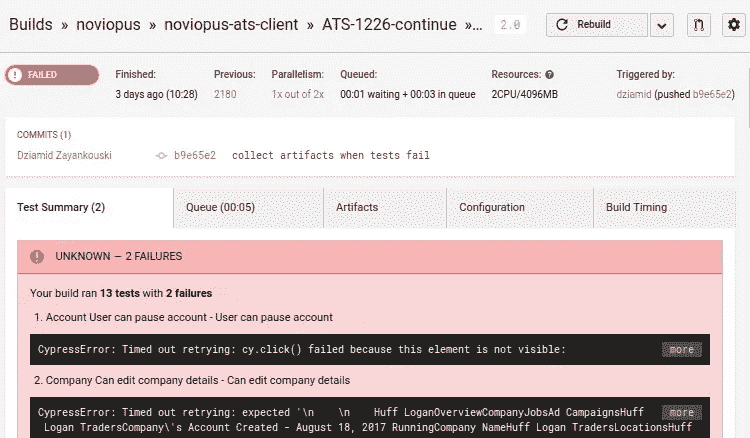 Builds » noviopus » noviopus-ats-client » ATS-1226-continue »… 2.0 Rebuild
FAILED
Finished: Previous: Parallelism: Queued: Resources: Triggered by:
3 days ago (10:28) 2180 1x out of 2x 00:01 waiting + 00:03 in queue 2CPU/4096MB dziamid (pushed b9e65e2)
COMMITS (1)
Dziamid Zayankouski b9e65e2 collect artifacts when tests fail
Test Summary (2) Queue (00:05) Artifacts Configuration Build Timing
UNKNOWN – 2 FAILURES
Your build ran 13 tests with 2 failures
1. Account User can pause account - User can pause account
CypressError: Timed out retrying: cy.click() failed because this element is not visible: more
2. Company Can edit company details - Can edit company details
CypressError: Timed out retrying: expected '\n    \n    Huff LoganOverviewCompanyJobsAd CampaignsHuff more
Logan TradersCompany\'s Account Created - August 18, 2017 RunningCompany NameHuff Logan TradersLocationsHuff